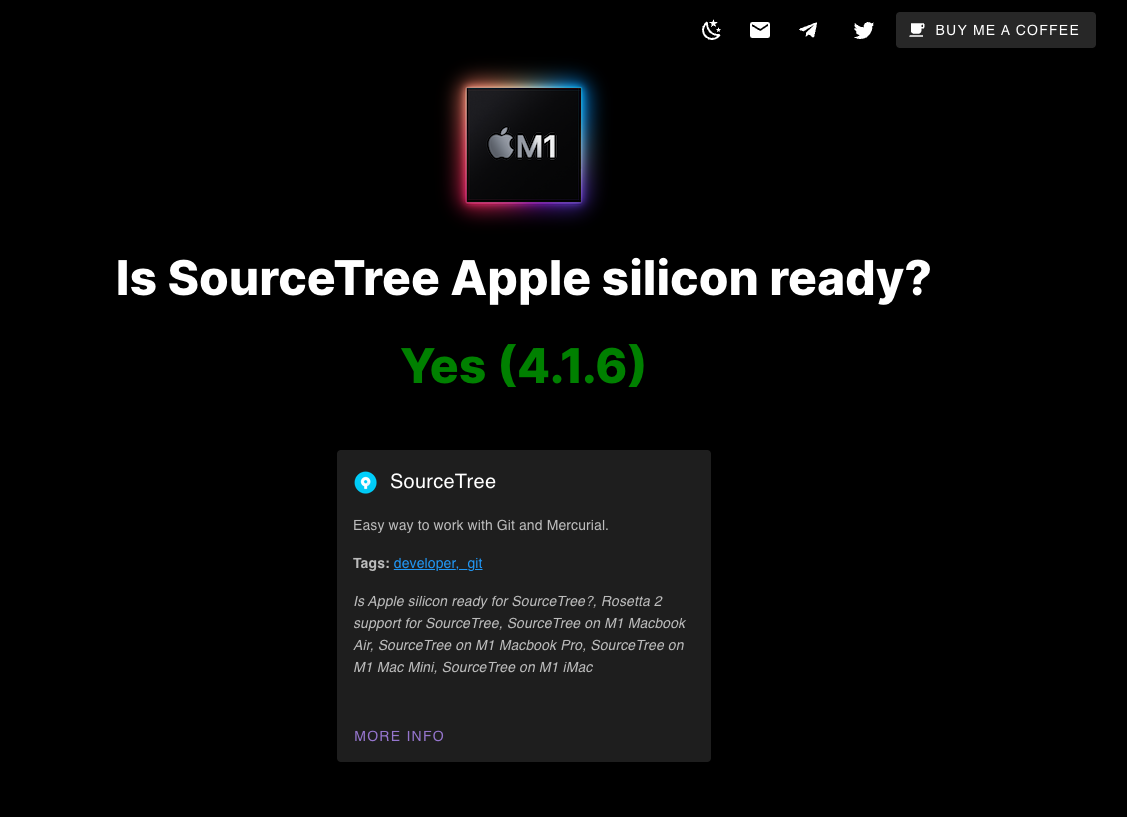 BUY ME A COFFEE
M1
Is SourceTree Apple silicon ready?
Yes (4.1.6)
SourceTree
Easy way to work with Git and Mercurial.
Tags: developer,  git
Is Apple silicon ready for SourceTree?, Rosetta 2
support for SourceTree, SourceTree on M1 Macbook
Air, SourceTree on M1 Macbook Pro, SourceTree on
M1 Mac Mini, SourceTree on M1 iMac
MORE INFO